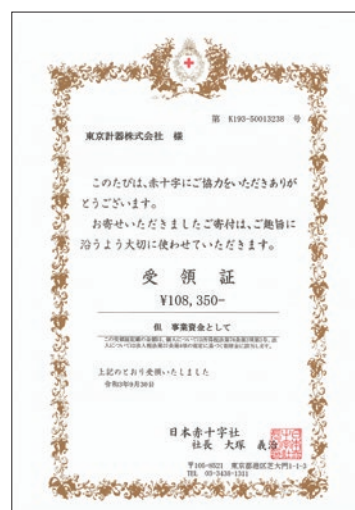 第 K193-50013238 号
東京計器株式会社 様
このたびは、赤十字にご協力をいただきありが
とうございます。
お寄せいただきましたご寄付は、ご趣旨に
沿うよう大切に使わせていただきます。
受領証
¥108,350-
但 事業資金として
上記のとおり受領いたしました
令和3年9月30日
日本赤十字社
社長 大塚 義治
〒105-8521 東京都港区芝大門1-1-3
TEL 03-3438-1311